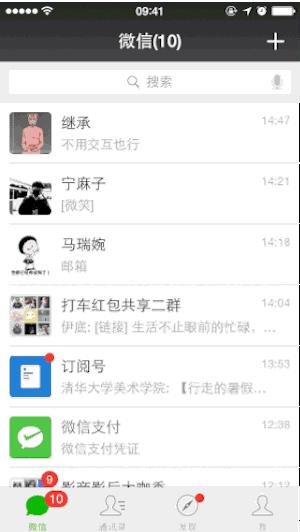 09:41
微信(10)
搜索
继承
14:47
不用交互也行
宁麻子
14:21
[微笑]
马瑞婉
14:18
邮箱
打车红包共享二群
14:04
伊底: [链接] 生活不止眼前的忙碌，...
订阅号
13:53
清华大学美术学院: 【行走的暑假...
微信支付
12:20
微信支付凭证
9
10
微信
通讯录
发现
我